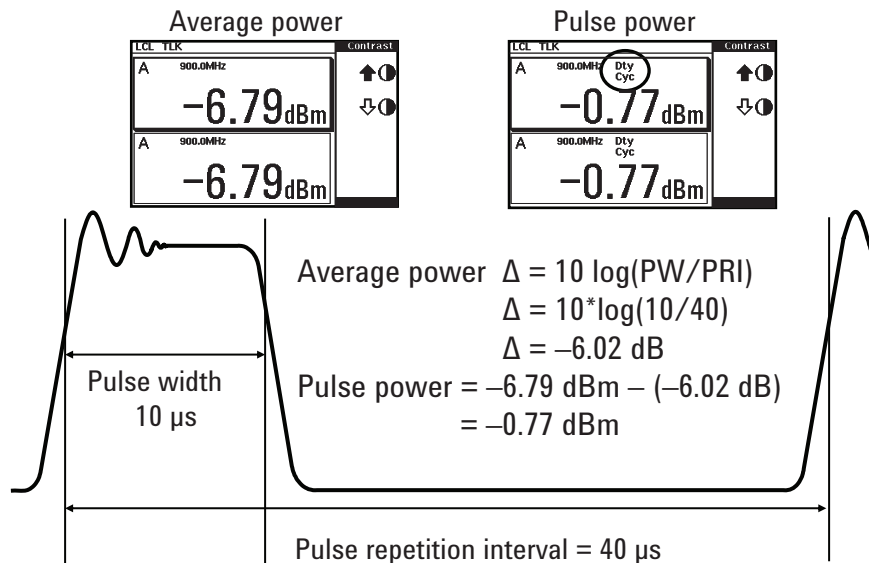 Average power
Pulse power
LCL TLK
Contrast
A 900.0MHz
-6.79dBm
A 900.0MHz
-6.79dBm
LCL TLK
Contrast
A 900.0MHz Dty
Cyc
-0.77dBm
A 900.0MHz Dty
Cyc
-0.77dBm
Average power Δ = 10 log(PW/PRI)
Δ = 10*log(10/40)
Δ = –6.02 dB
Pulse power = –6.79 dBm – (–6.02 dB)
= –0.77 dBm
Pulse width
10 µs
Pulse repetition interval = 40 µs